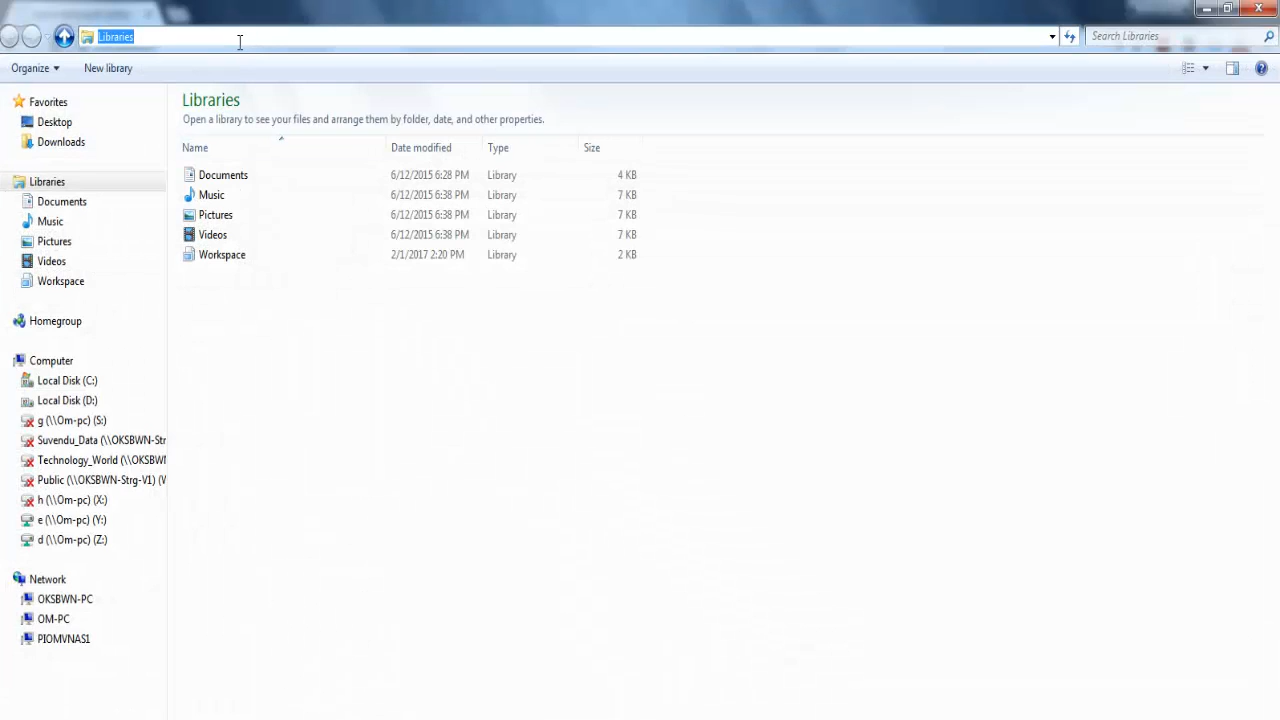 Libraries
Search Libraries
Organize
New library
Favorites
Desktop
Downloads
Libraries
Documents
Music
Pictures
Videos
Workspace
Homegroup
Computer
Local Disk (C:)
Local Disk (D:)
g (\\Om-pc) (S:)
Suvendu_Data (\\OKSBWN-Str
Technology_World (\\OKSBWN
Public (\\OKSBWN-Strg-V1) (W
h (\\Om-pc) (X:)
e (\\Om-pc) (Y:)
d (\\Om-pc) (Z:)
Network
OKSBWN-PC
OM-PC
PIOMVNAS1
Libraries
Open a library to see your files and arrange them by folder, date, and other properties.
Name Date modified Type Size
Documents 6/12/2015 6:28 PM Library 4 KB
Music 6/12/2015 6:38 PM Library 7 KB
Pictures 6/12/2015 6:38 PM Library 7 KB
Videos 6/12/2015 6:38 PM Library 7 KB
Workspace 2/1/2017 2:20 PM Library 2 KB